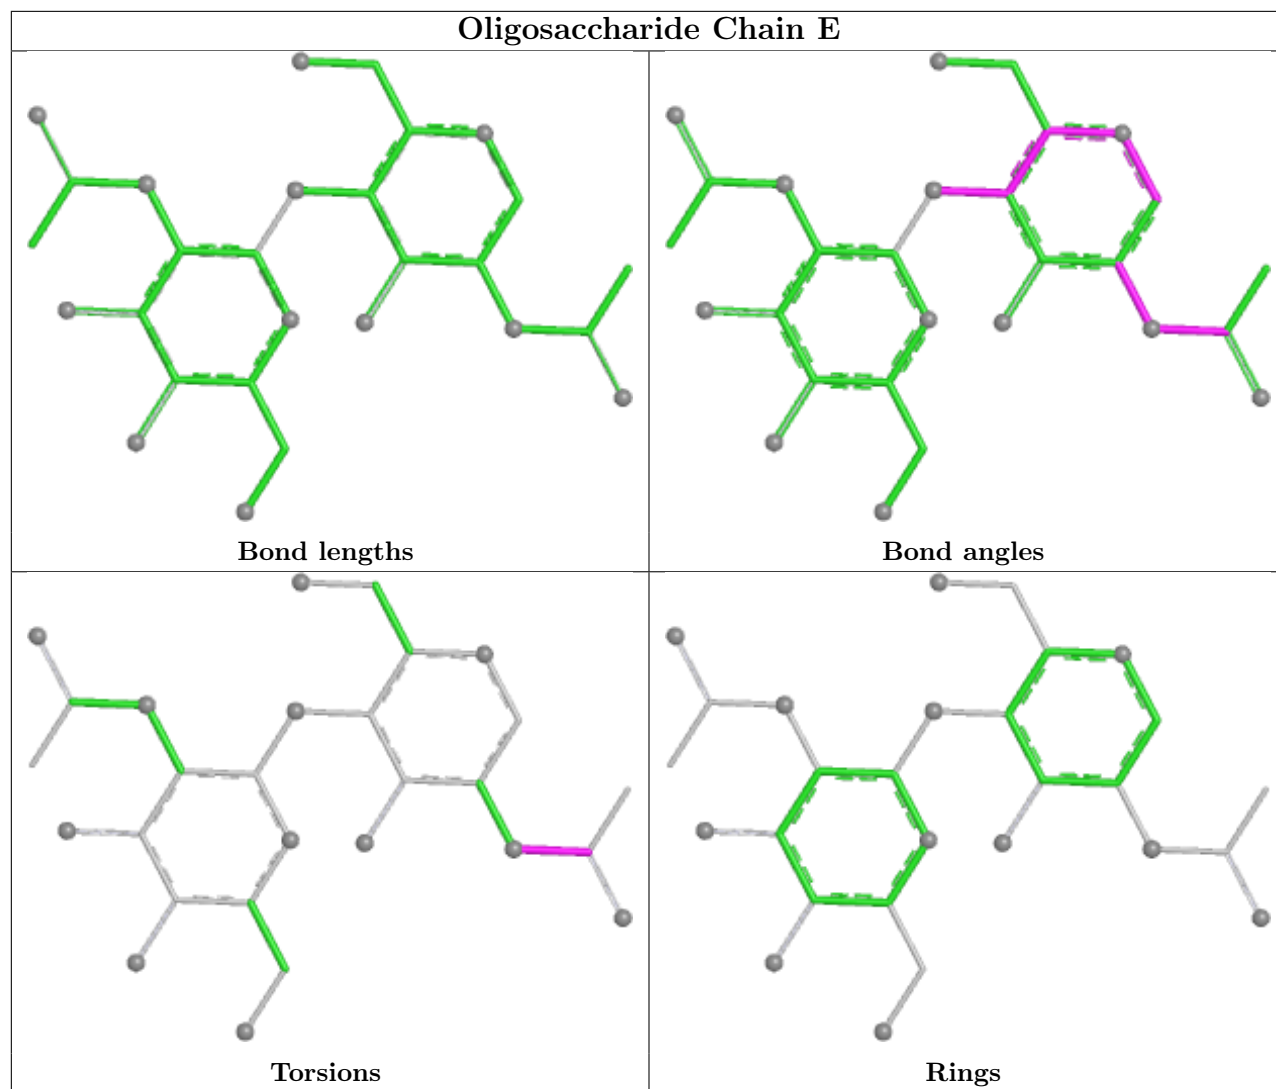 Oligosaccharide Chain E
Bond lengths
Bond angles
Torsions
Rings